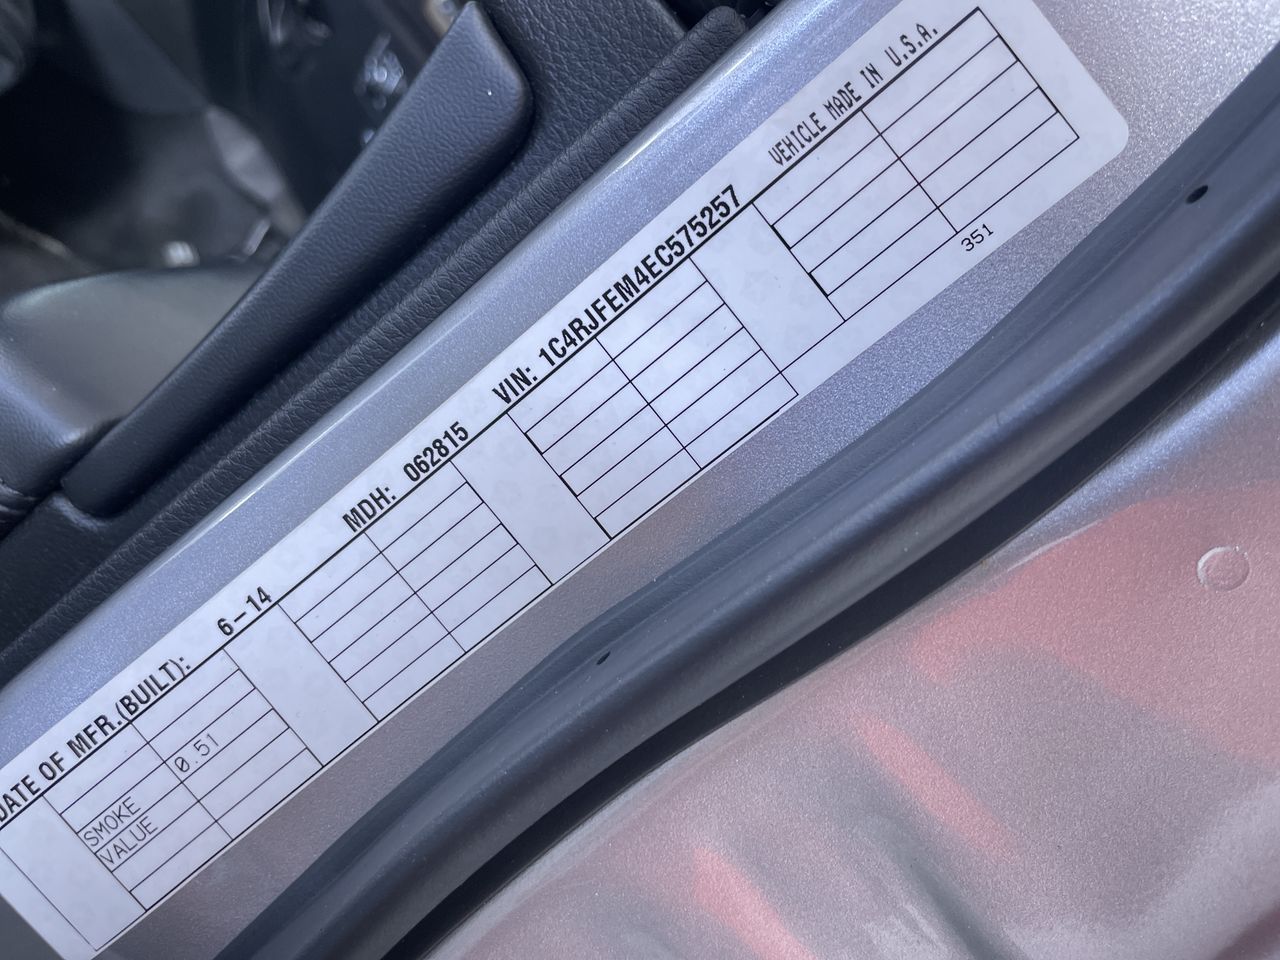 DATE OF MFR.(BUILT): 6-14 MDH: 062815 VIN: 1C4RJFEM4EC575257 VEHICLE MADE IN U.S.A.
SMOKE 0.51
VALUE
351